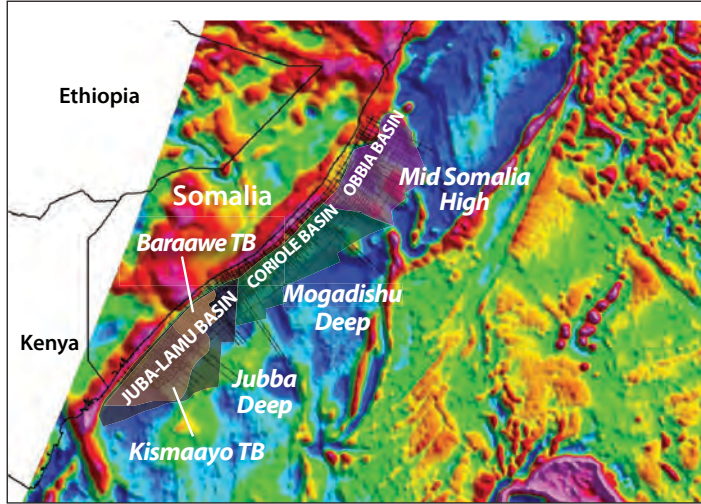 Ethiopia
OBBIA BASIN
Mid Somalia
High
Somalia
Baraawe TB
CORIOLE BASIN
Mogadishu
Deep
Kenya
JUBA-LAMU BASIN
Jubba
Deep
Kismaayo TB